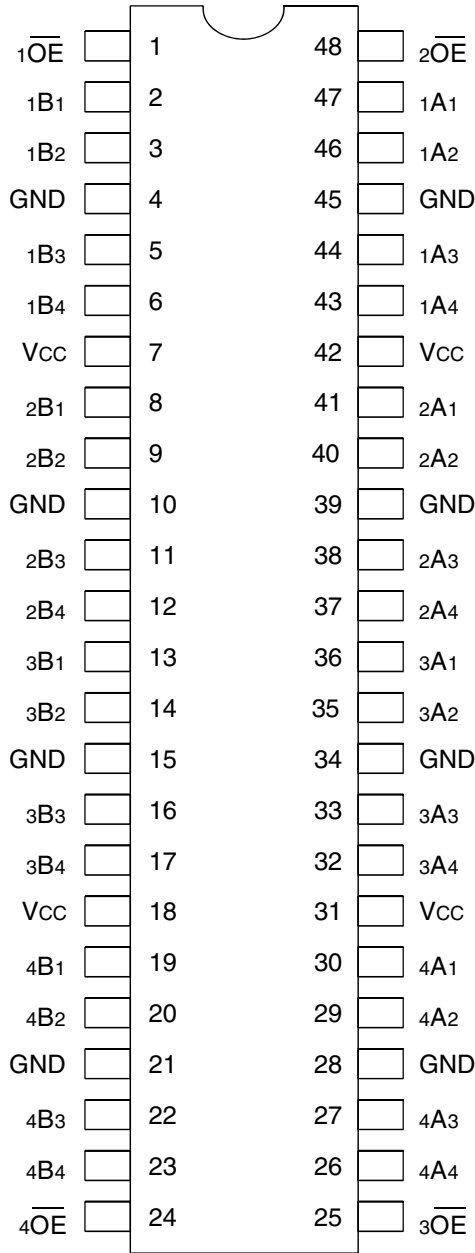 1OE 1 48 2OE
1B1 2 47 1A1
1B2 3 46 1A2
GND 4 45 GND
1B3 5 44 1A3
1B4 6 43 1A4
VCC 7 42 VCC
2B1 8 41 2A1
2B2 9 40 2A2
GND 10 39 GND
2B3 11 38 2A3
2B4 12 37 2A4
3B1 13 36 3A1
3B2 14 35 3A2
GND 15 34 GND
3B3 16 33 3A3
3B4 17 32 3A4
VCC 18 31 VCC
4B1 19 30 4A1
4B2 20 29 4A2
GND 21 28 GND
4B3 22 27 4A3
4B4 23 26 4A4
4OE 24 25 3OE